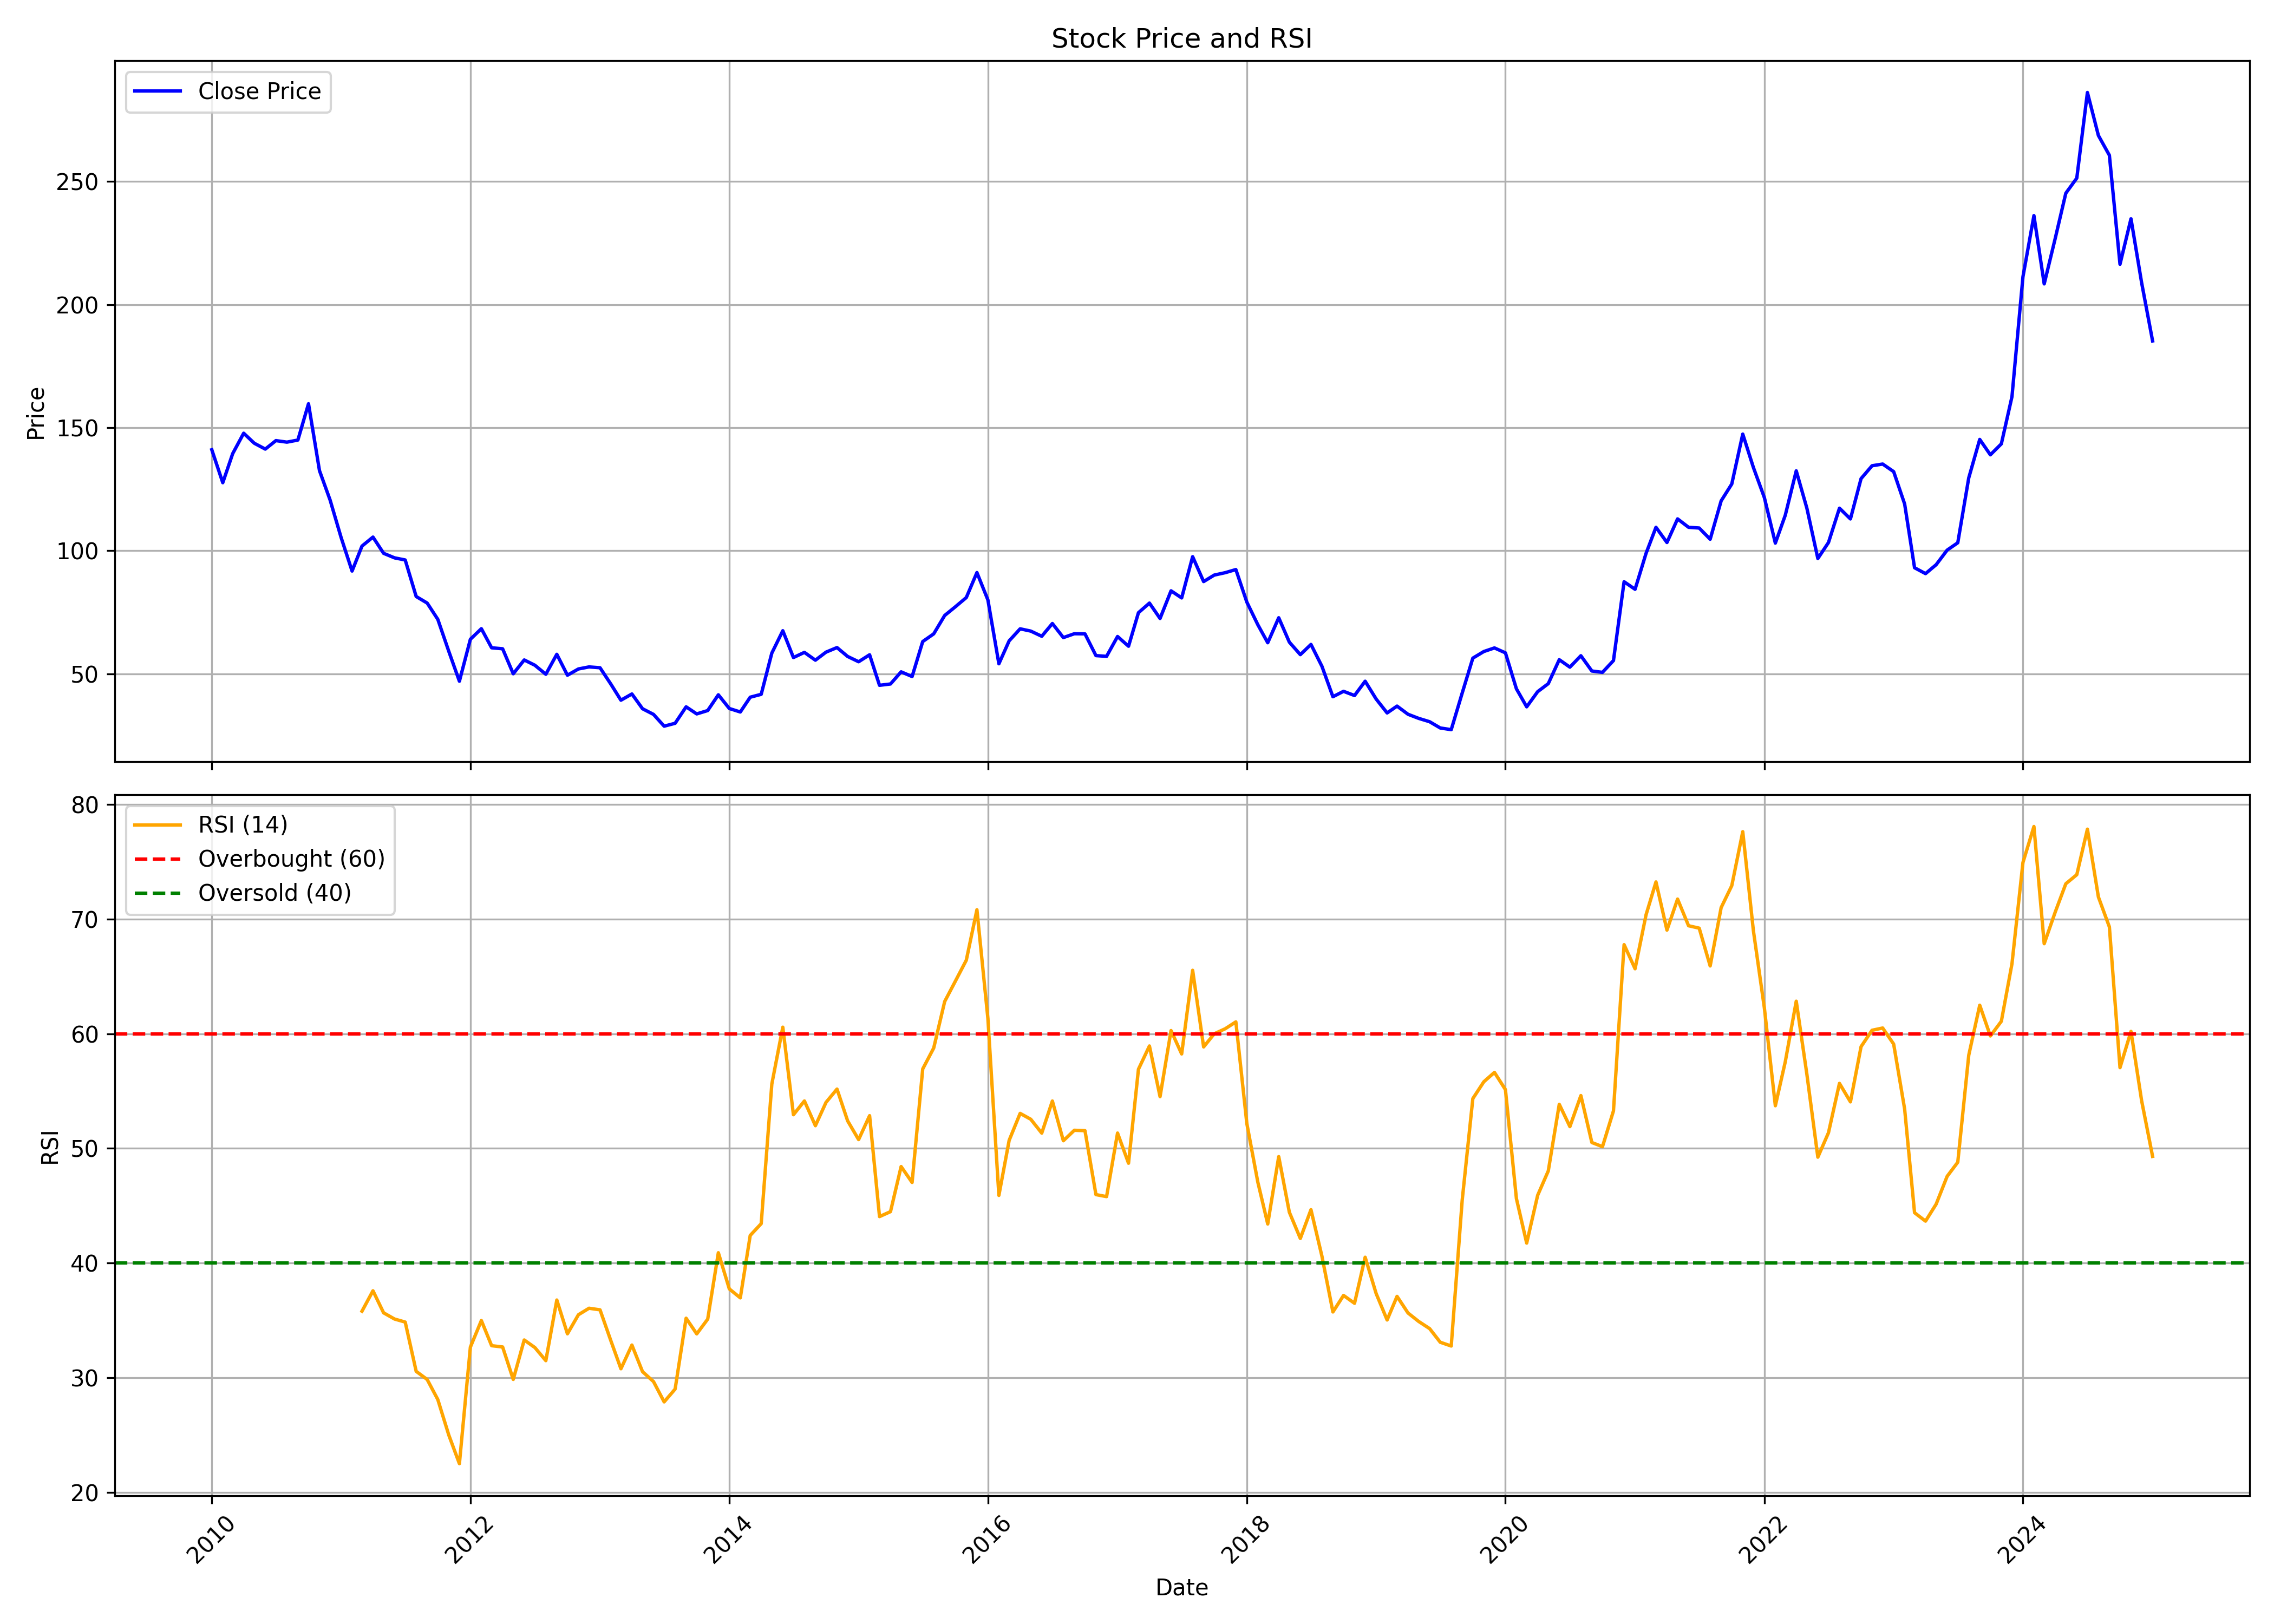 Stock Price and RSI
Close Price
Price
250
200
150
100
50
RSI (14)
Overbought (60)
Oversold (40)
RSI
80
70
60
50
40
30
20
2010
2012
2014
2016
2018
2020
2022
2024
Date